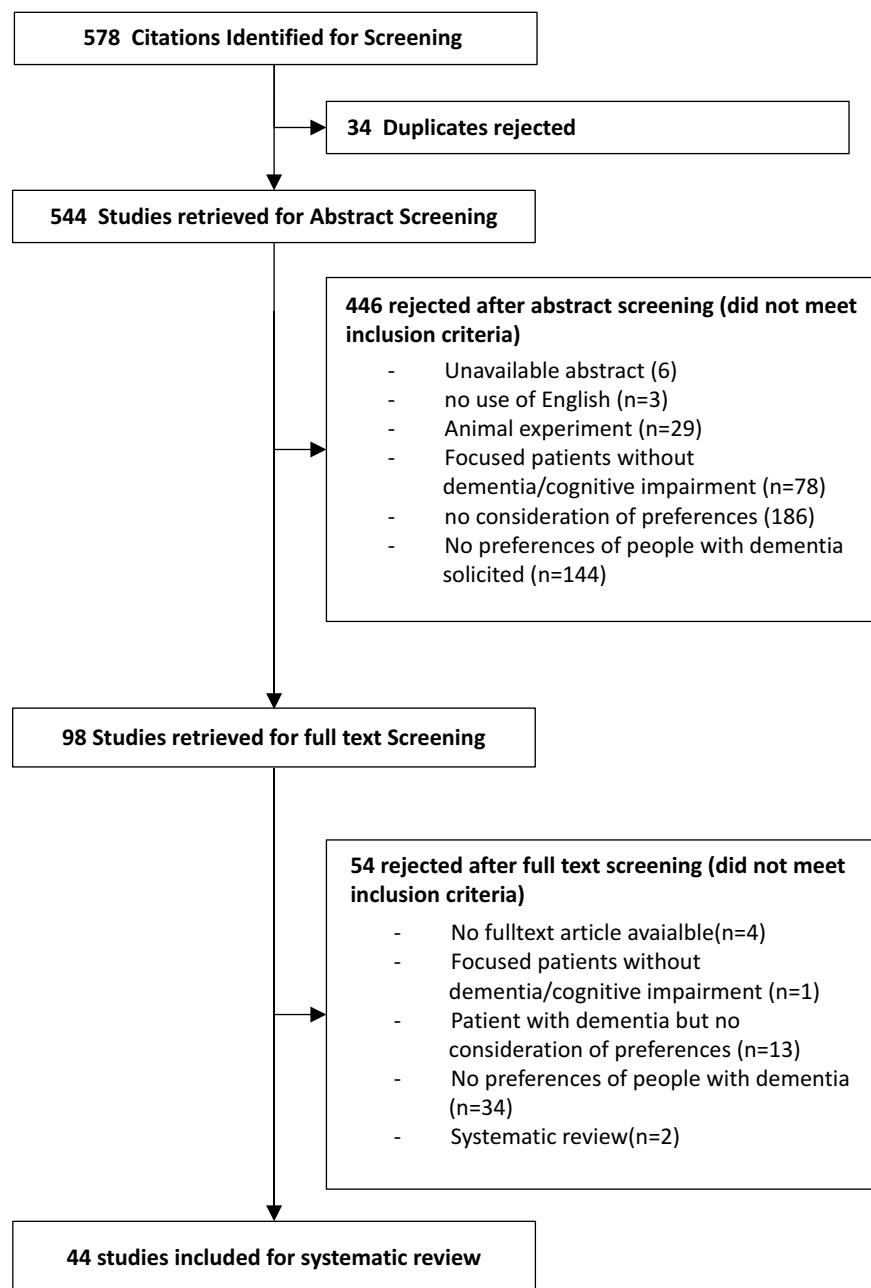 578 Citations Identified for Screening
34 Duplicates rejected
544 Studies retrieved for Abstract Screening
446 rejected after abstract screening (did not meet
inclusion criteria)
- Unavailable abstract (6)
- no use of English (n=3)
- Animal experiment (n=29)
- Focused patients without
dementia/cognitive impairment (n=78)
- no consideration of preferences (186)
- No preferences of people with dementia
solicited (n=144)
98 Studies retrieved for full text Screening
54 rejected after full text screening (did not meet
inclusion criteria)
- No fulltext article avaialble(n=4)
- Focused patients without
dementia/cognitive impairment (n=1)
- Patient with dementia but no
consideration of preferences (n=13)
- No preferences of people with dementia
(n=34)
- Systematic review(n=2)
44 studies included for systematic review